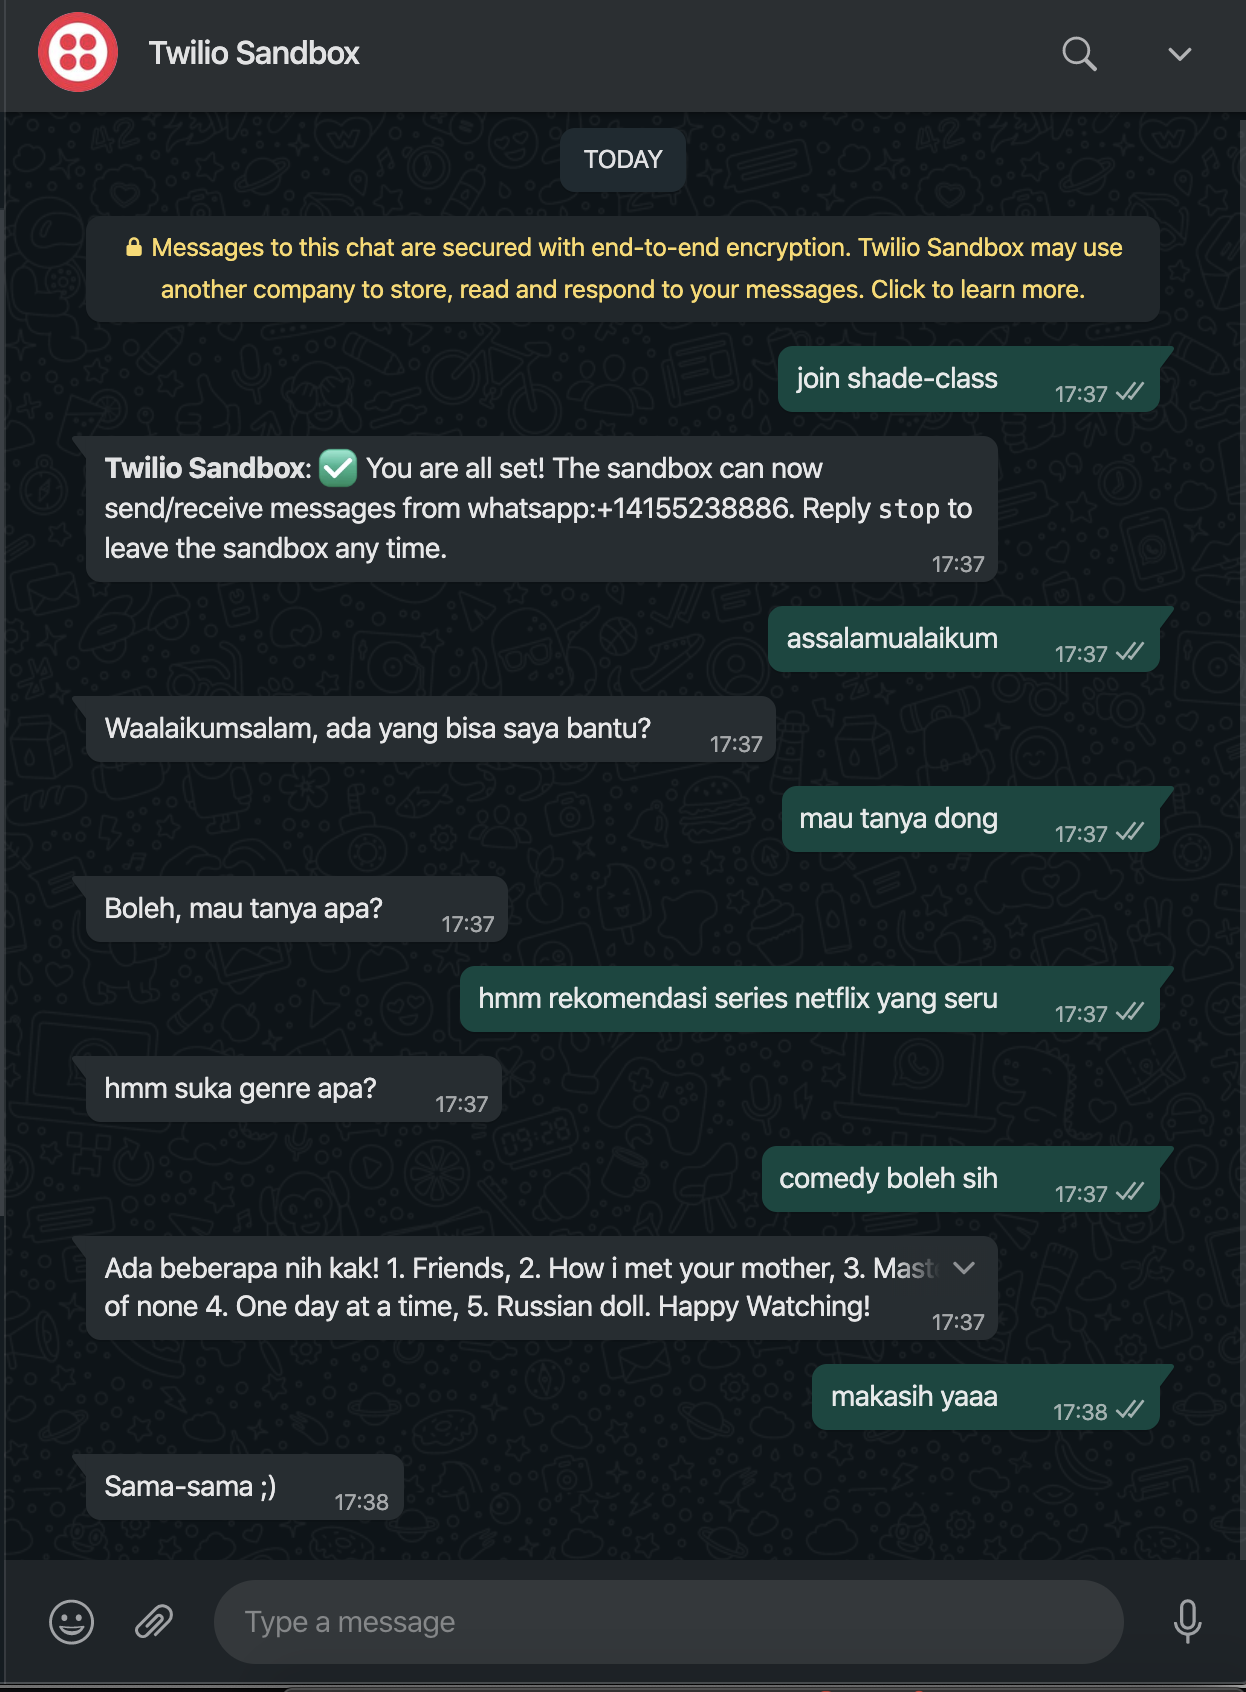 Twilio Sandbox
TODAY
Messages to this chat are secured with end-to-end encryption. Twilio Sandbox may use
another company to store, read and respond to your messages. Click to learn more.
join shade-class
17:37
Twilio Sandbox: ✅ You are all set! The sandbox can now
send/receive messages from whatsapp:+14155238886. Reply stop to
leave the sandbox any time.
17:37
assalamualaikum
17:37
Waalaikumsalam, ada yang bisa saya bantu?
17:37
mau tanya dong
17:37
Boleh, mau tanya apa?
17:37
hmm rekomendasi series netflix yang seru
17:37
hmm suka genre apa?
17:37
comedy boleh sih
17:37
Ada beberapa nih kak! 1. Friends, 2. How i met your mother, 3. Maste
of none 4. One day at a time, 5. Russian doll. Happy Watching!
17:37
makasih yaaa
17:38
Sama-sama ;)
17:38
Type a message